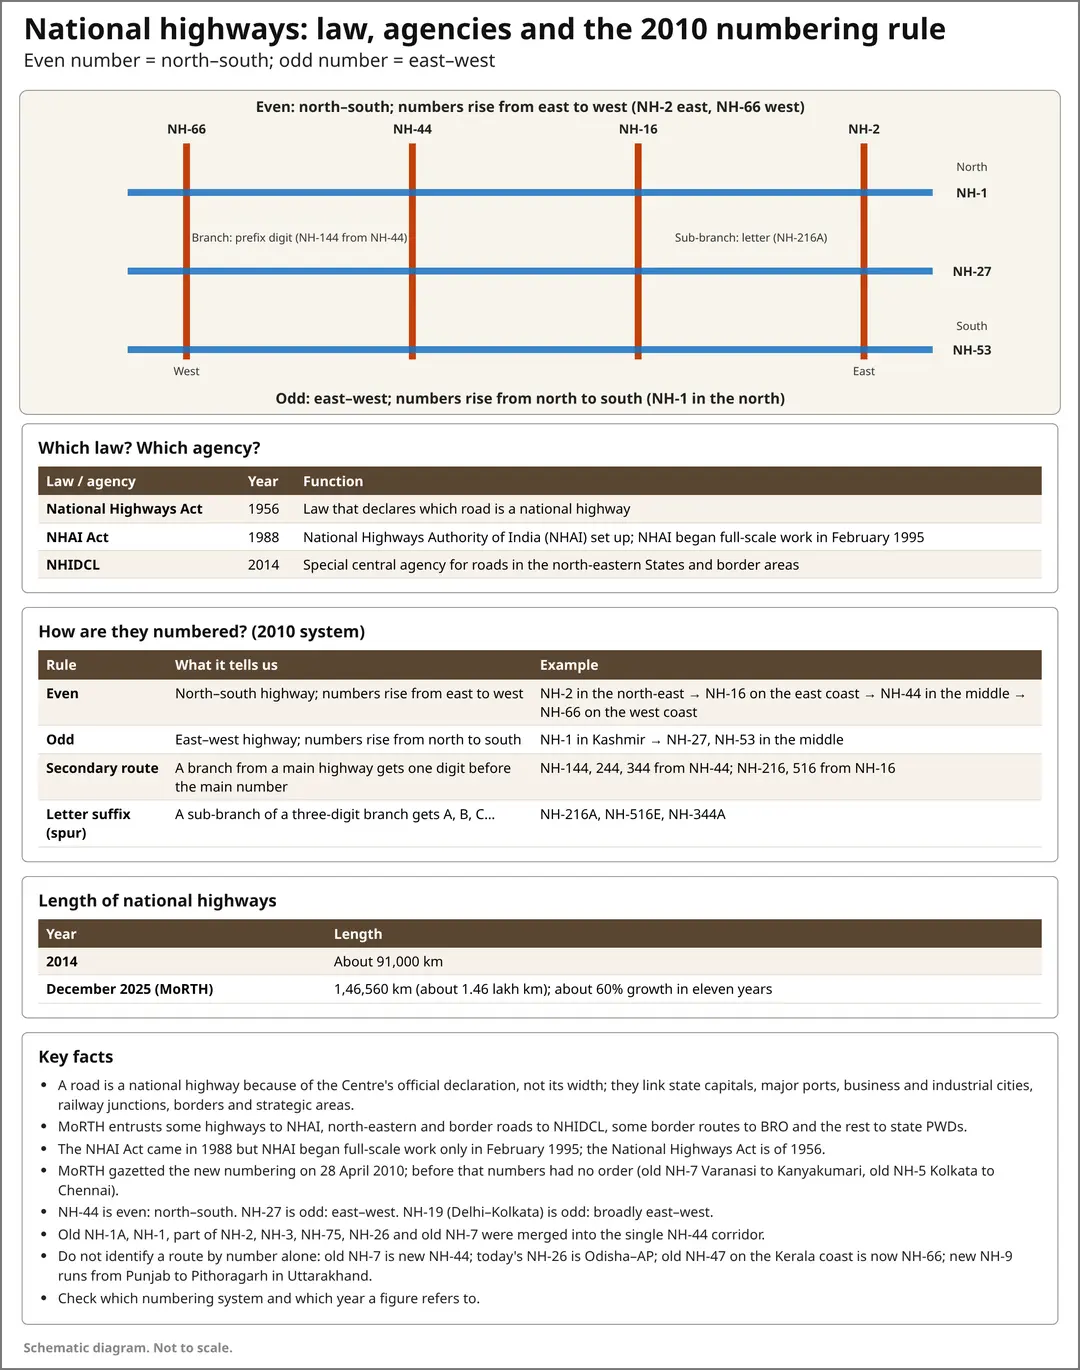 National highways: law, agencies and the 2010 numbering rule
Even number = north–south; odd number = east–west
Even: north–south; numbers rise from east to west (NH-2 east, NH-66 west)
NH-66 NH-44 NH-16 NH-2
North
NH-1
Branch: prefix digit (NH-144 from NH-44) Sub-branch: letter (NH-216A)
NH-27
South
NH-53
West East
Odd: east–west; numbers rise from north to south (NH-1 in the north)
Which law? Which agency?
Law / agency Year Function
National Highways Act 1956 Law that declares which road is a national highway
NHAI Act 1988 National Highways Authority of India (NHAI) set up; NHAI began full-scale work in February 1995
NHIDCL 2014 Special central agency for roads in the north-eastern States and border areas
How are they numbered? (2010 system)
Rule What it tells us Example
Even North–south highway; numbers rise from east to west NH-2 in the north-east → NH-16 on the east coast → NH-44 in the middle →
NH-66 on the west coast
Odd East–west highway; numbers rise from north to south NH-1 in Kashmir → NH-27, NH-53 in the middle
Secondary route A branch from a main highway gets one digit before NH-144, 244, 344 from NH-44; NH-216, 516 from NH-16
the main number
Letter suffix A sub-branch of a three-digit branch gets A, B, C... NH-216A, NH-516E, NH-344A
(spur)
Length of national highways
Year Length
2014 About 91,000 km
December 2025 (MoRTH) 1,46,560 km (about 1.46 lakh km); about 60% growth in eleven years
Key facts
• A road is a national highway because of the Centre's official declaration, not its width; they link state capitals, major ports, business and industrial cities,
railway junctions, borders and strategic areas.
• MoRTH entrusts some highways to NHAI, north-eastern and border roads to NHIDCL, some border routes to BRO and the rest to state PWDs.
• The NHAI Act came in 1988 but NHAI began full-scale work only in February 1995; the National Highways Act is of 1956.
• MoRTH gazetted the new numbering on 28 April 2010; before that numbers had no order (old NH-7 Varanasi to Kanyakumari, old NH-5 Kolkata to
Chennai).
• NH-44 is even: north–south. NH-27 is odd: east–west. NH-19 (Delhi–Kolkata) is odd: broadly east–west.
• Old NH-1A, NH-1, part of NH-2, NH-3, NH-75, NH-26 and old NH-7 were merged into the single NH-44 corridor.
• Do not identify a route by number alone: old NH-7 is new NH-44; today's NH-26 is Odisha–AP; old NH-47 on the Kerala coast is now NH-66; new NH-9
runs from Punjab to Pithoragarh in Uttarakhand.
• Check which numbering system and which year a figure refers to.
Schematic diagram. Not to scale.